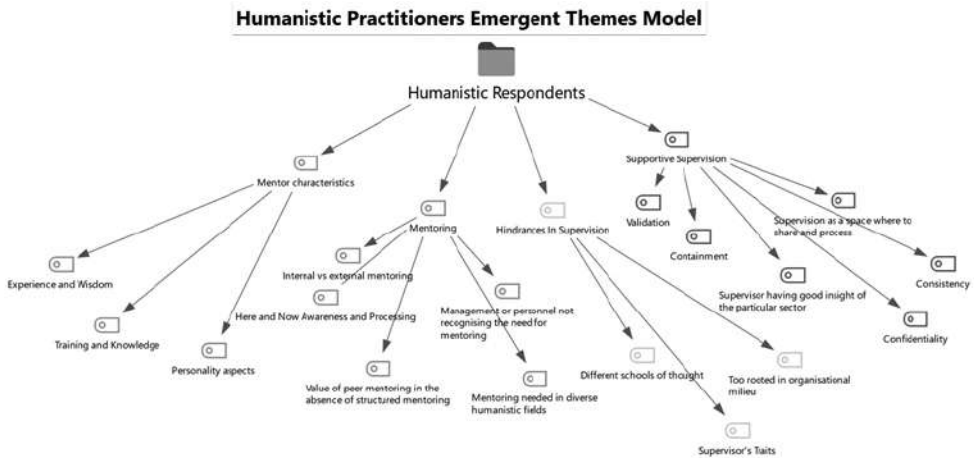 Humanistic Practitioners Emergent Themes Model
Humanistic Respondents
Mentor characteristics
Experience and Wisdom
Training and Knowledge
Personality aspects
Mentoring
Internal vs external mentoring
Here and Now Awareness and Processing
Value of peer mentoring in the
absence of structured mentoring
Management or personnel not
recognising the need for
mentoring
Mentoring needed in diverse
humanistic fields
Hindrances In Supervision
Different schools of thought
Supervisor's Traits
Too rooted in organisational
milieu
Supportive Supervision
Validation
Containment
Supervisor having good insight of
the particular sector
Confidentiality
Consistency
Supervision as a space where to
share and process